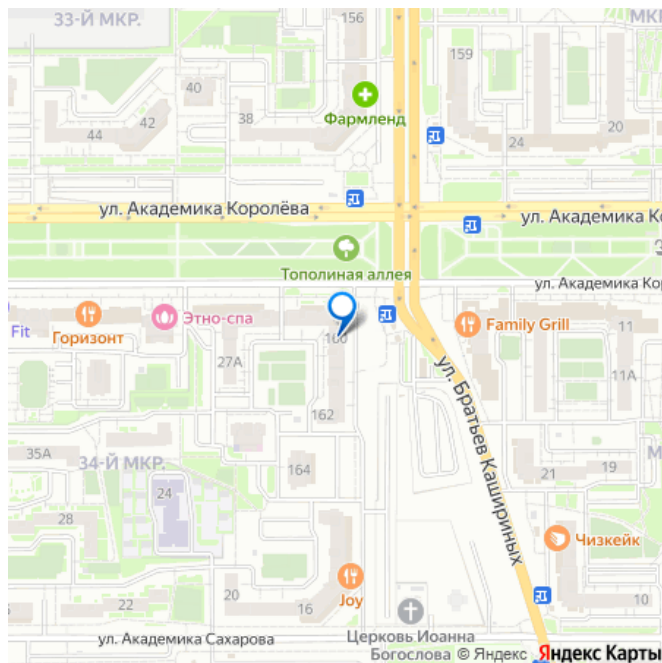 33-Й МКР.
156
МК
159
40
Фармленд
44
42
38
20
24
ул. Академика Королёва
ул. Академика Ко
Тополиная аллея
ул. Академика Кор
Fit
Горизонт
Этно-спа
Family Grill
11
27А
160
11А
ул. Братьев Кашириных
162
35А
34-Й МКР.
164
21
19
М
24
28
Чизкейк
22
20
16
Joy
10
ул. Академика Сахарова
Церковь Иоанна
Богослова © Яндекс Яндекс Карты